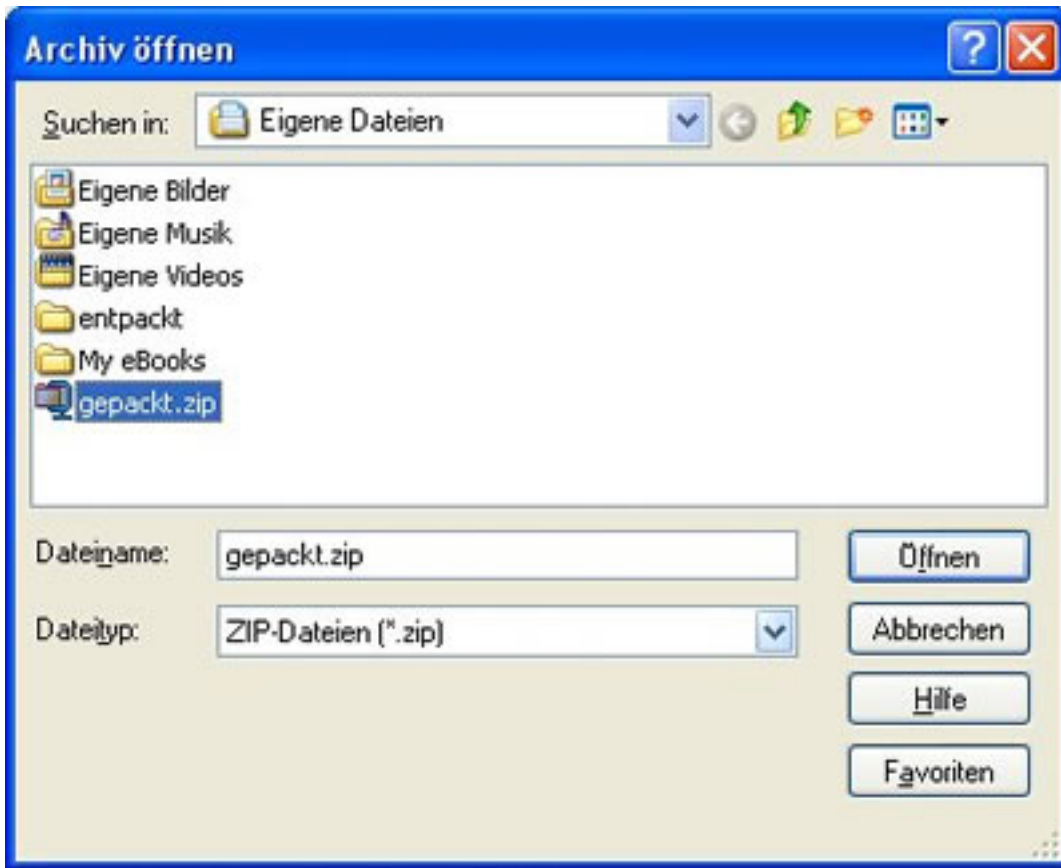 Archiv öffnen
Suchen in: Eigene Dateien
Eigene Bilder
Eigene Musik
Eigene Videos
entpackt
My eBooks
gepackt.zip
Dateiname: gepackt.zip Öffnen
Dateityp: ZIP-Dateien (*.zip) Abbrechen
Hilfe
Favoriten